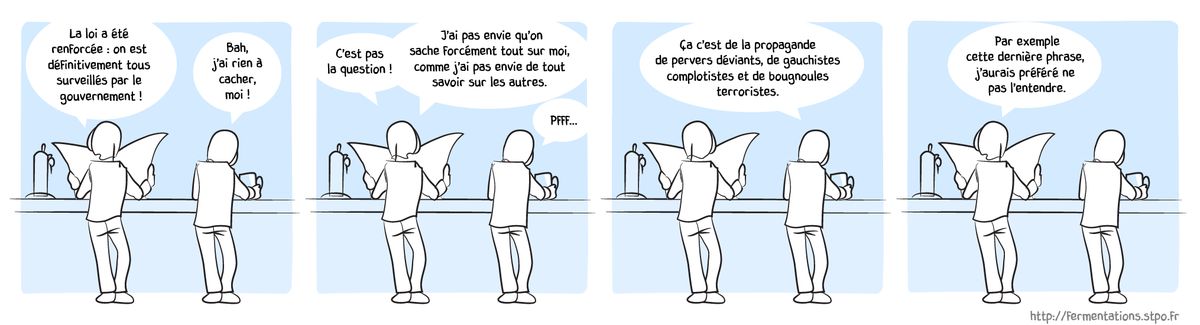 La loi a été
renforcée : on est
définitivement tous
surveillés par le
gouvernement !
Bah,
j'ai rien à
cacher,
moi !
C'est pas
la question !
J'ai pas envie qu'on
sache forcément tout sur moi,
comme j'ai pas envie de tout
savoir sur les autres.
PFFF...
Ça c'est de la propagande
de pervers déviants, de gauchistes
complotistes et de bougnoules
terroristes.
Par exemple
cette dernière phrase,
j'aurais préféré ne
pas l'entendre.
http://fermentations.stpo.fr